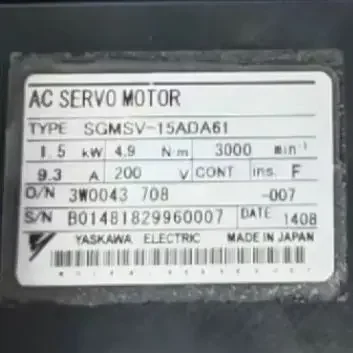 AC SERVO MOTOR
TYPE SGMSV-15ADA61
1.5 kW 4.9 N·m 3000 min⁻¹
9.3 A 200 V CONT ins. F
O/N 3W0043 708 -007
S/N B01481829960007 DATE 1408
YASKAWA ELECTRIC MADE IN JAPAN